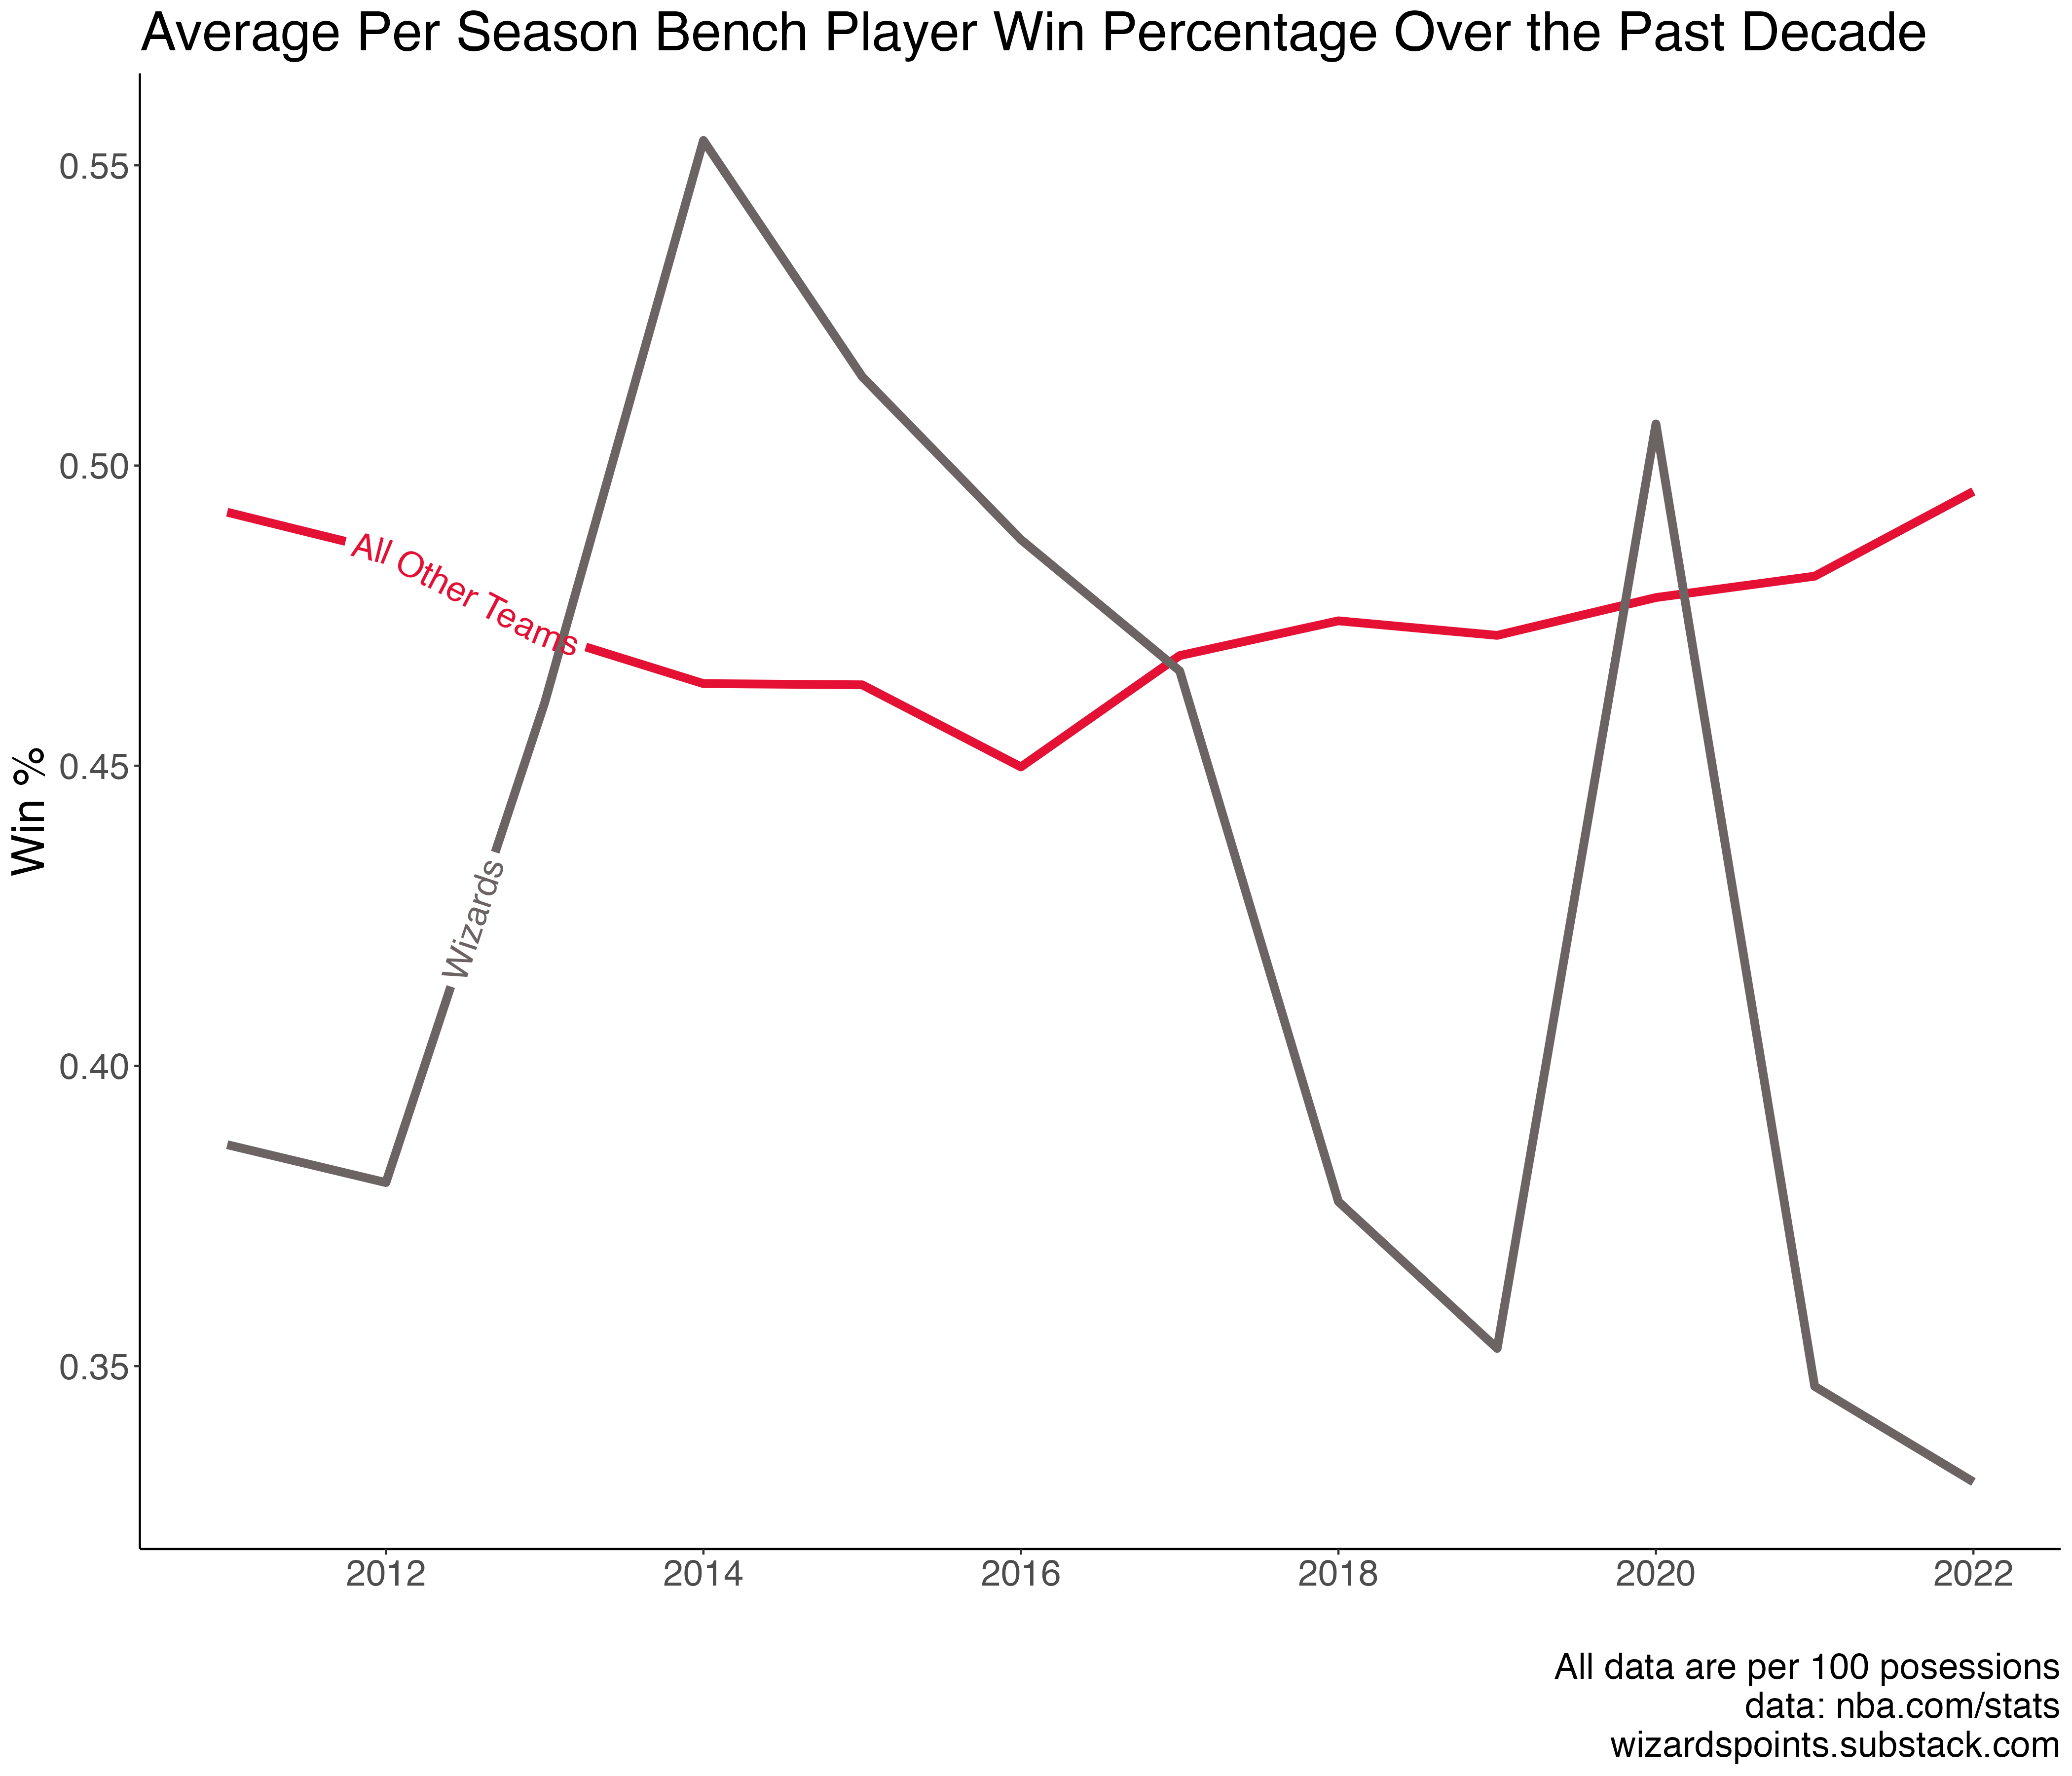 Average Per Season Bench Player Win Percentage Over the Past Decade
Win %
0.55
0.50
0.45
0.40
0.35
All Other Teams
Wizards
2012
2014
2016
2018
2020
2022
All data are per 100 posessions
data: nba.com/stats
wizardspoints.substack.com